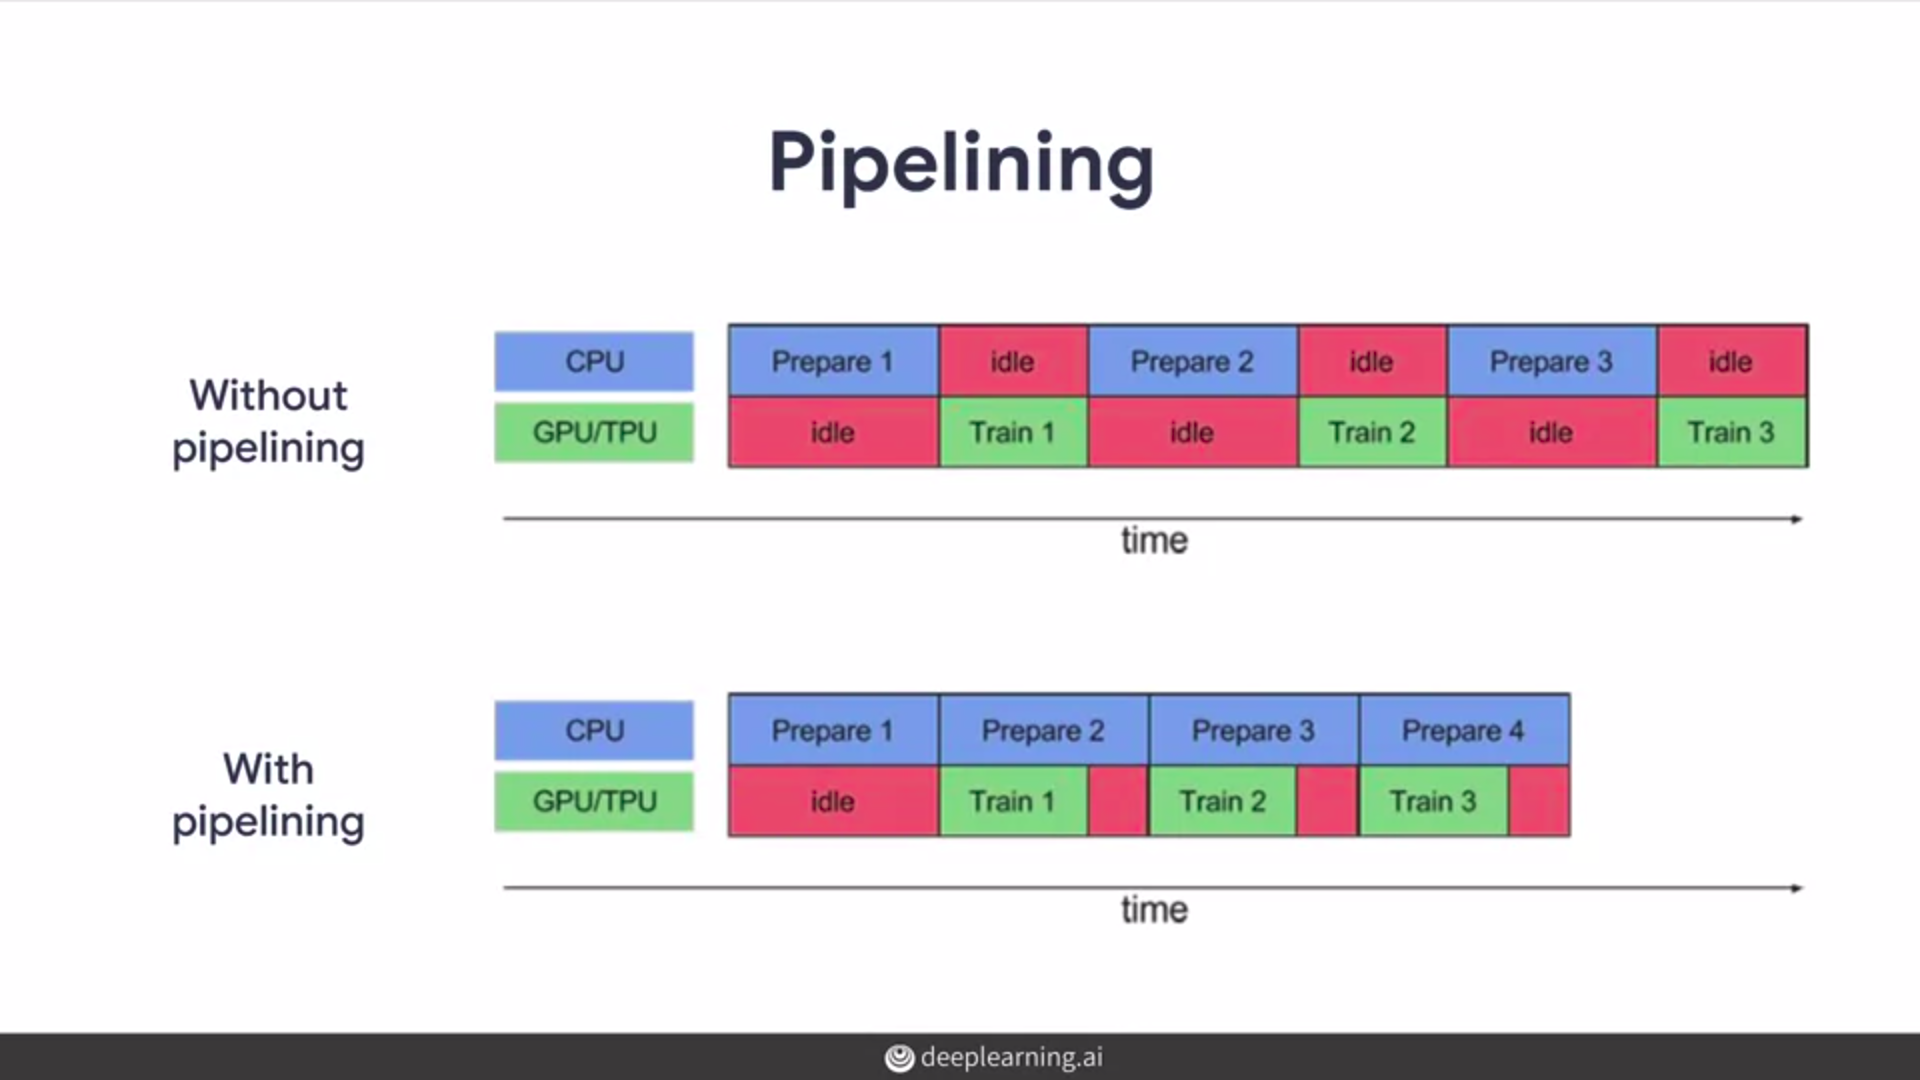 Pipelining
Without
pipelining
CPU
Prepare 1
idle
Prepare 2
idle
Prepare 3
idle
GPU/TPU
idle
Train 1
idle
Train 2
idle
Train 3
time
With
pipelining
CPU
Prepare 1
Prepare 2
Prepare 3
Prepare 4
GPU/TPU
idle
Train 1
Train 2
Train 3
time
deeplearning.ai